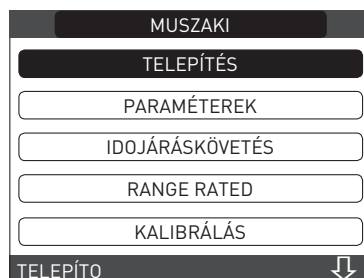 MUSZAKI
TELEPÍTÉS
PARAMÉTEREK
IDOJÁRÁSKÖVETÉS
RANGE RATED
KALIBRÁLÁS
TELEPÍTO